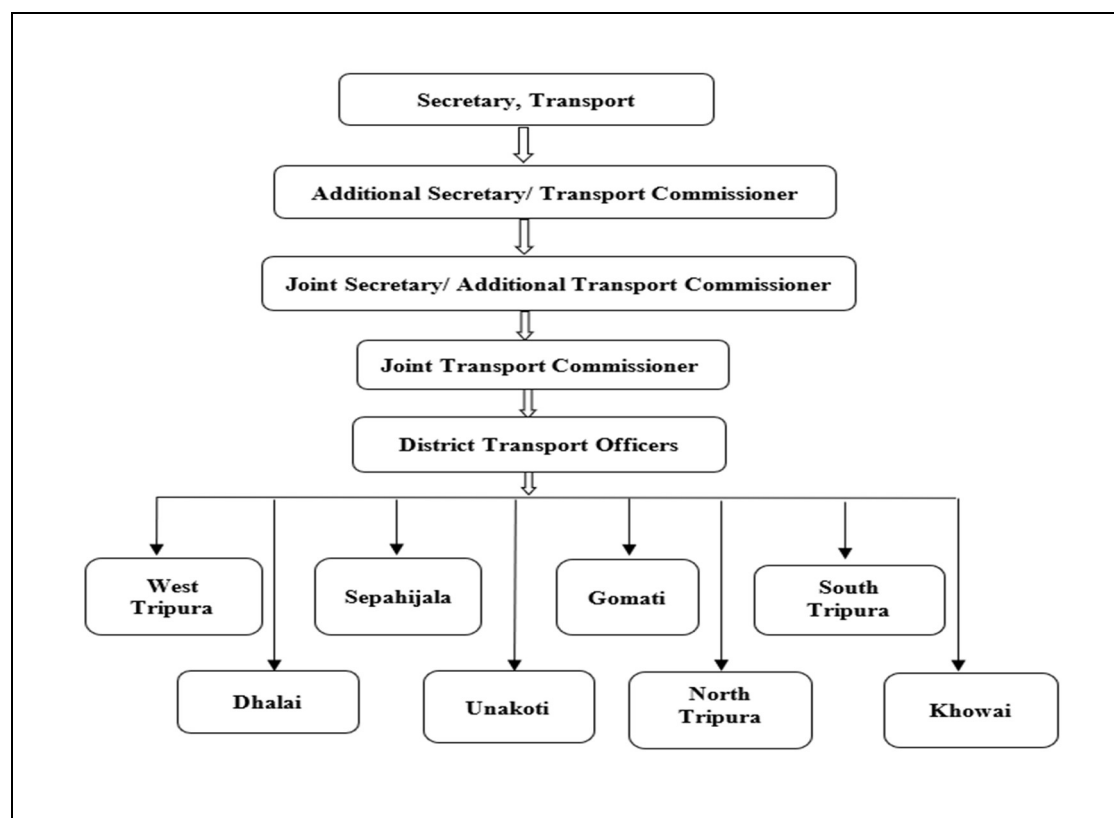 Secretary, Transport
Additional Secretary/ Transport Commissioner
Joint Secretary/ Additional Transport Commissioner
Joint Transport Commissioner
District Transport Officers
West
Tripura
Sepahijala
Gomati
South
Tripura
Dhalai
Unakoti
North
Tripura
Khowai